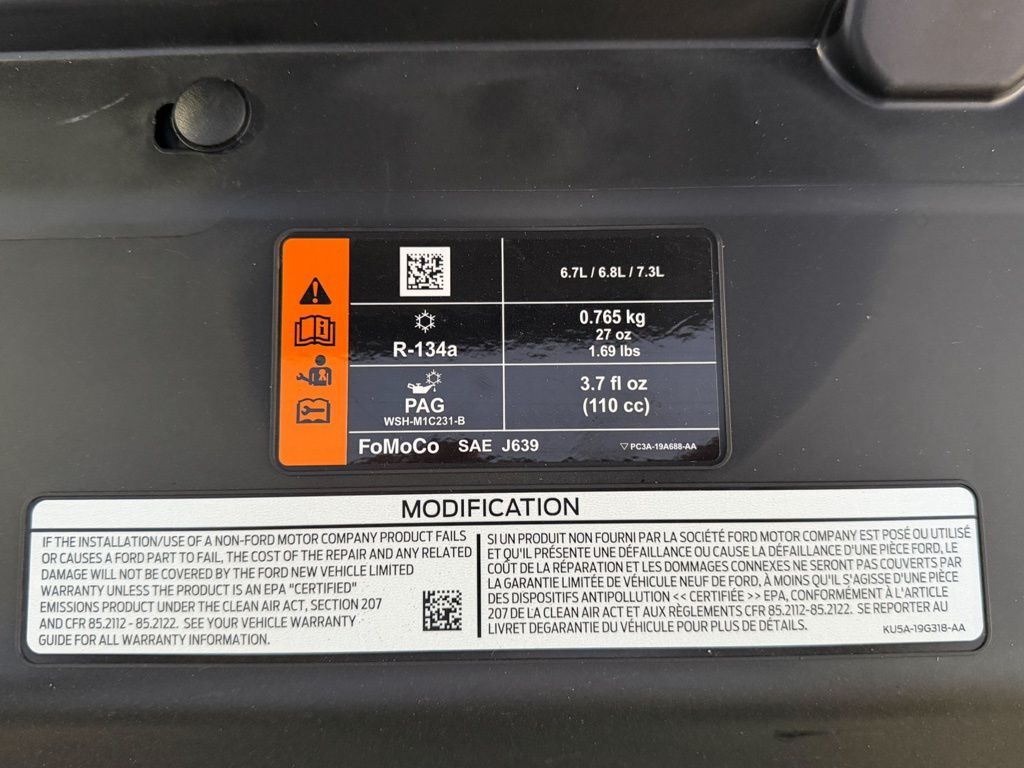 6.7L / 6.8L / 7.3L
R-134a
0.765 kg
27 oz
1.69 lbs
PAG
WSH-M1C231-B
3.7 fl oz
(110 cc)
FoMoCo SAE J639
PC3A-19A688-AA
MODIFICATION
IF THE INSTALLATION/USE OF A NON-FORD MOTOR COMPANY PRODUCT FAILS
OR CAUSES A FORD PART TO FAIL, THE COST OF THE REPAIR AND ANY RELATED
DAMAGE WILL NOT BE COVERED BY THE FORD NEW VEHICLE LIMITED
WARRANTY UNLESS THE PRODUCT IS AN EPA "CERTIFIED"
EMISSIONS PRODUCT UNDER THE CLEAN AIR ACT, SECTION 207
AND CFR 85.2112 - 85.2122. SEE YOUR VEHICLE WARRANTY
GUIDE FOR ALL WARRANTY INFORMATION.
SI UN PRODUIT NON FOURNI PAR LA SOCIÉTÉ FORD MOTOR COMPANY EST POSÉ OU UTILISÉ
ET QU'IL PRÉSENTE UNE DÉFAILLANCE OU CAUSE LA DÉFAILLANCE D'UNE PIÈCE FORD, LE
COÛT DE LA RÉPARATION ET LES DOMMAGES CONNEXES NE SERONT PAS COUVERTS PAR
LA GARANTIE LIMITÉE DE VÉHICULE NEUF DE FORD, À MOINS QU'IL S'AGISSE D'UNE PIÈCE
DES DISPOSITIFS ANTIPOLLUTION << CERTIFIÉE >> EPA, CONFORMÉMENT À L'ARTICLE
207 DE LA CLEAN AIR ACT ET AUX RÈGLEMENTS CFR 85.2112-85.2122. SE REPORTER AU
LIVRET DEGARANTIE DU VÉHICULE POUR PLUS DE DÉTAILS.
KU5A-19G318-AA